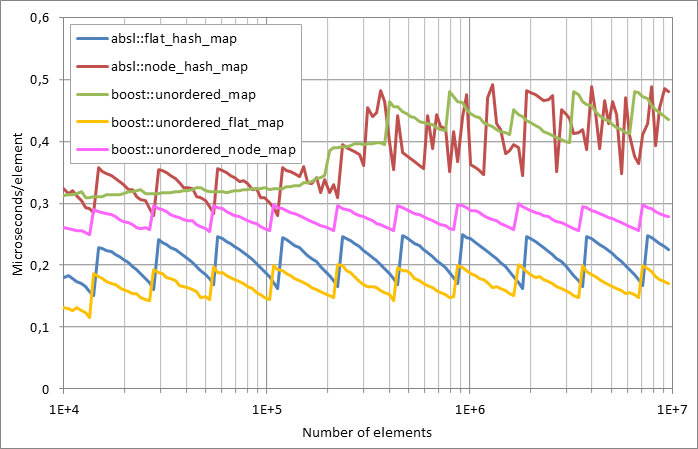 0,6
0,5
0,4
0,3
0,2
0,1
0
Microseconds/element
absl::flat_hash_map
absl::node_hash_map
boost::unordered_map
boost::unordered_flat_map
boost::unordered_node_map
1E+4 1E+5 1E+6 1E+7
Number of elements